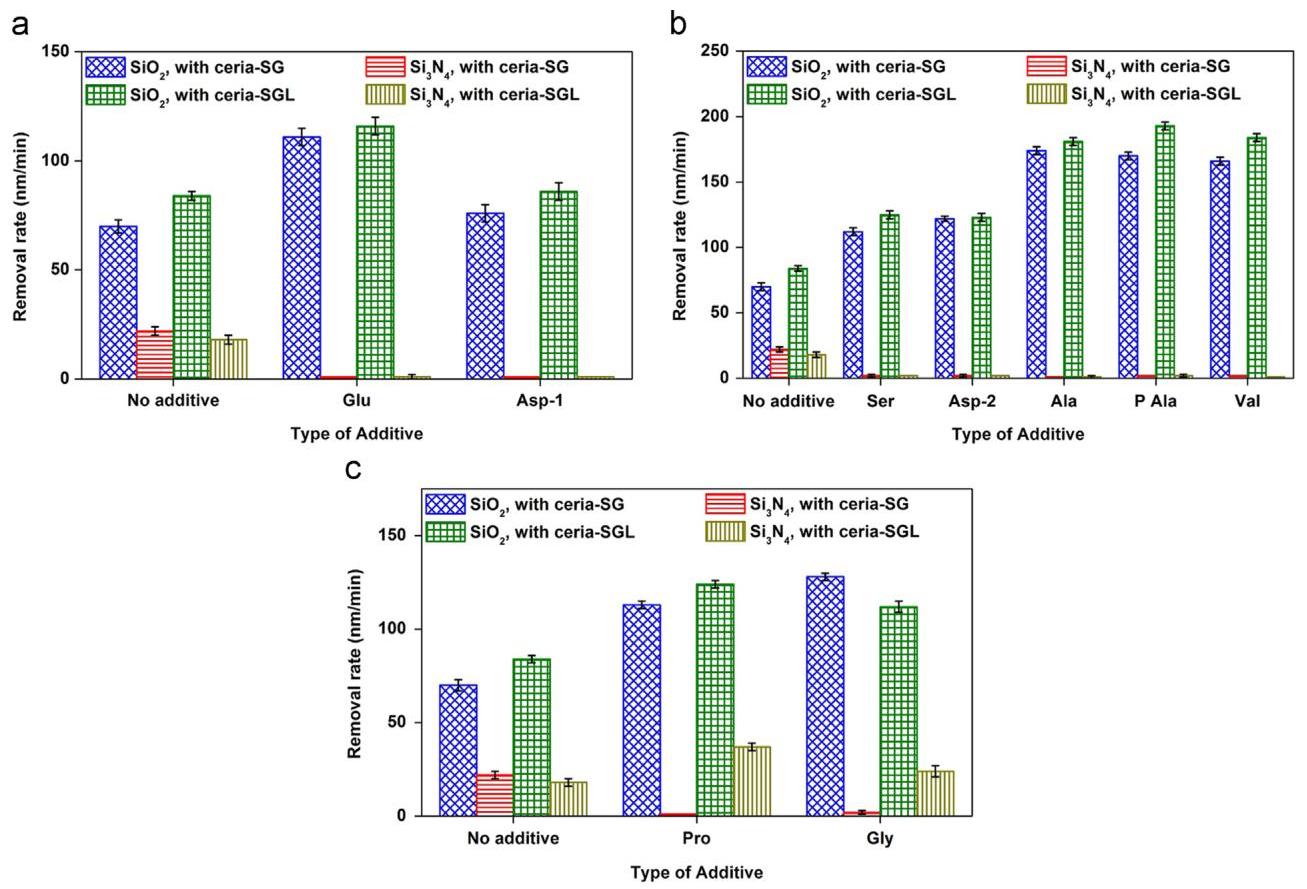 a
150
100
50
0
Removal rate (nm/min)
SiO2, with ceria-SG
Si3N4, with ceria-SG
SiO2, with ceria-SGL
Si3N4, with ceria-SGL
No additive
Glu
Asp-1
Type of Additive
b
250
200
150
100
50
0
Removal rate (nm/min)
SiO2, with ceria-SG
Si3N4, with ceria-SG
SiO2, with ceria-SGL
Si3N4, with ceria-SGL
No additive
Ser
Asp-2
Ala
P Ala
Val
Type of Additive
c
150
100
50
0
Removal rate (nm/min)
SiO2, with ceria-SG
Si3N4, with ceria-SG
SiO2, with ceria-SGL
Si3N4, with ceria-SGL
No additive
Pro
Gly
Type of Additive